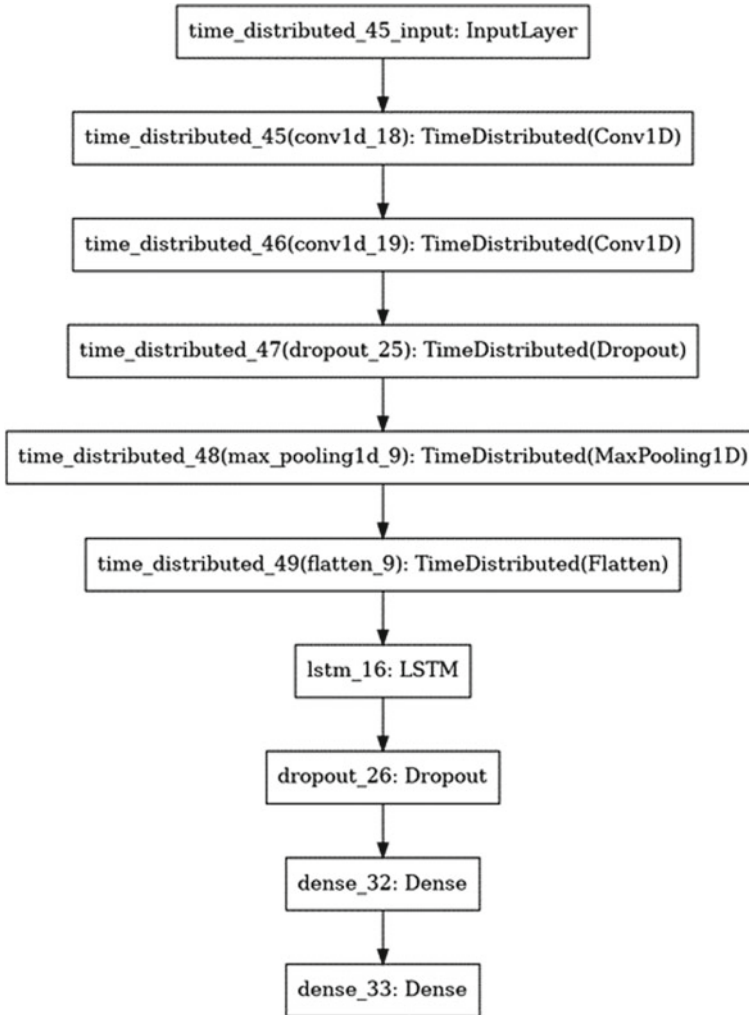 time_distributed_45_input: InputLayer
time_distributed_45(conv1d_18): TimeDistributed(Conv1D)
time_distributed_46(conv1d_19): TimeDistributed(Conv1D)
time_distributed_47(dropout_25): TimeDistributed(Dropout)
time_distributed_48(max_pooling1d_9): TimeDistributed(MaxPooling1D)
time_distributed_49(flatten_9): TimeDistributed(Flatten)
lstm_16: LSTM
dropout_26: Dropout
dense_32: Dense
dense_33: Dense